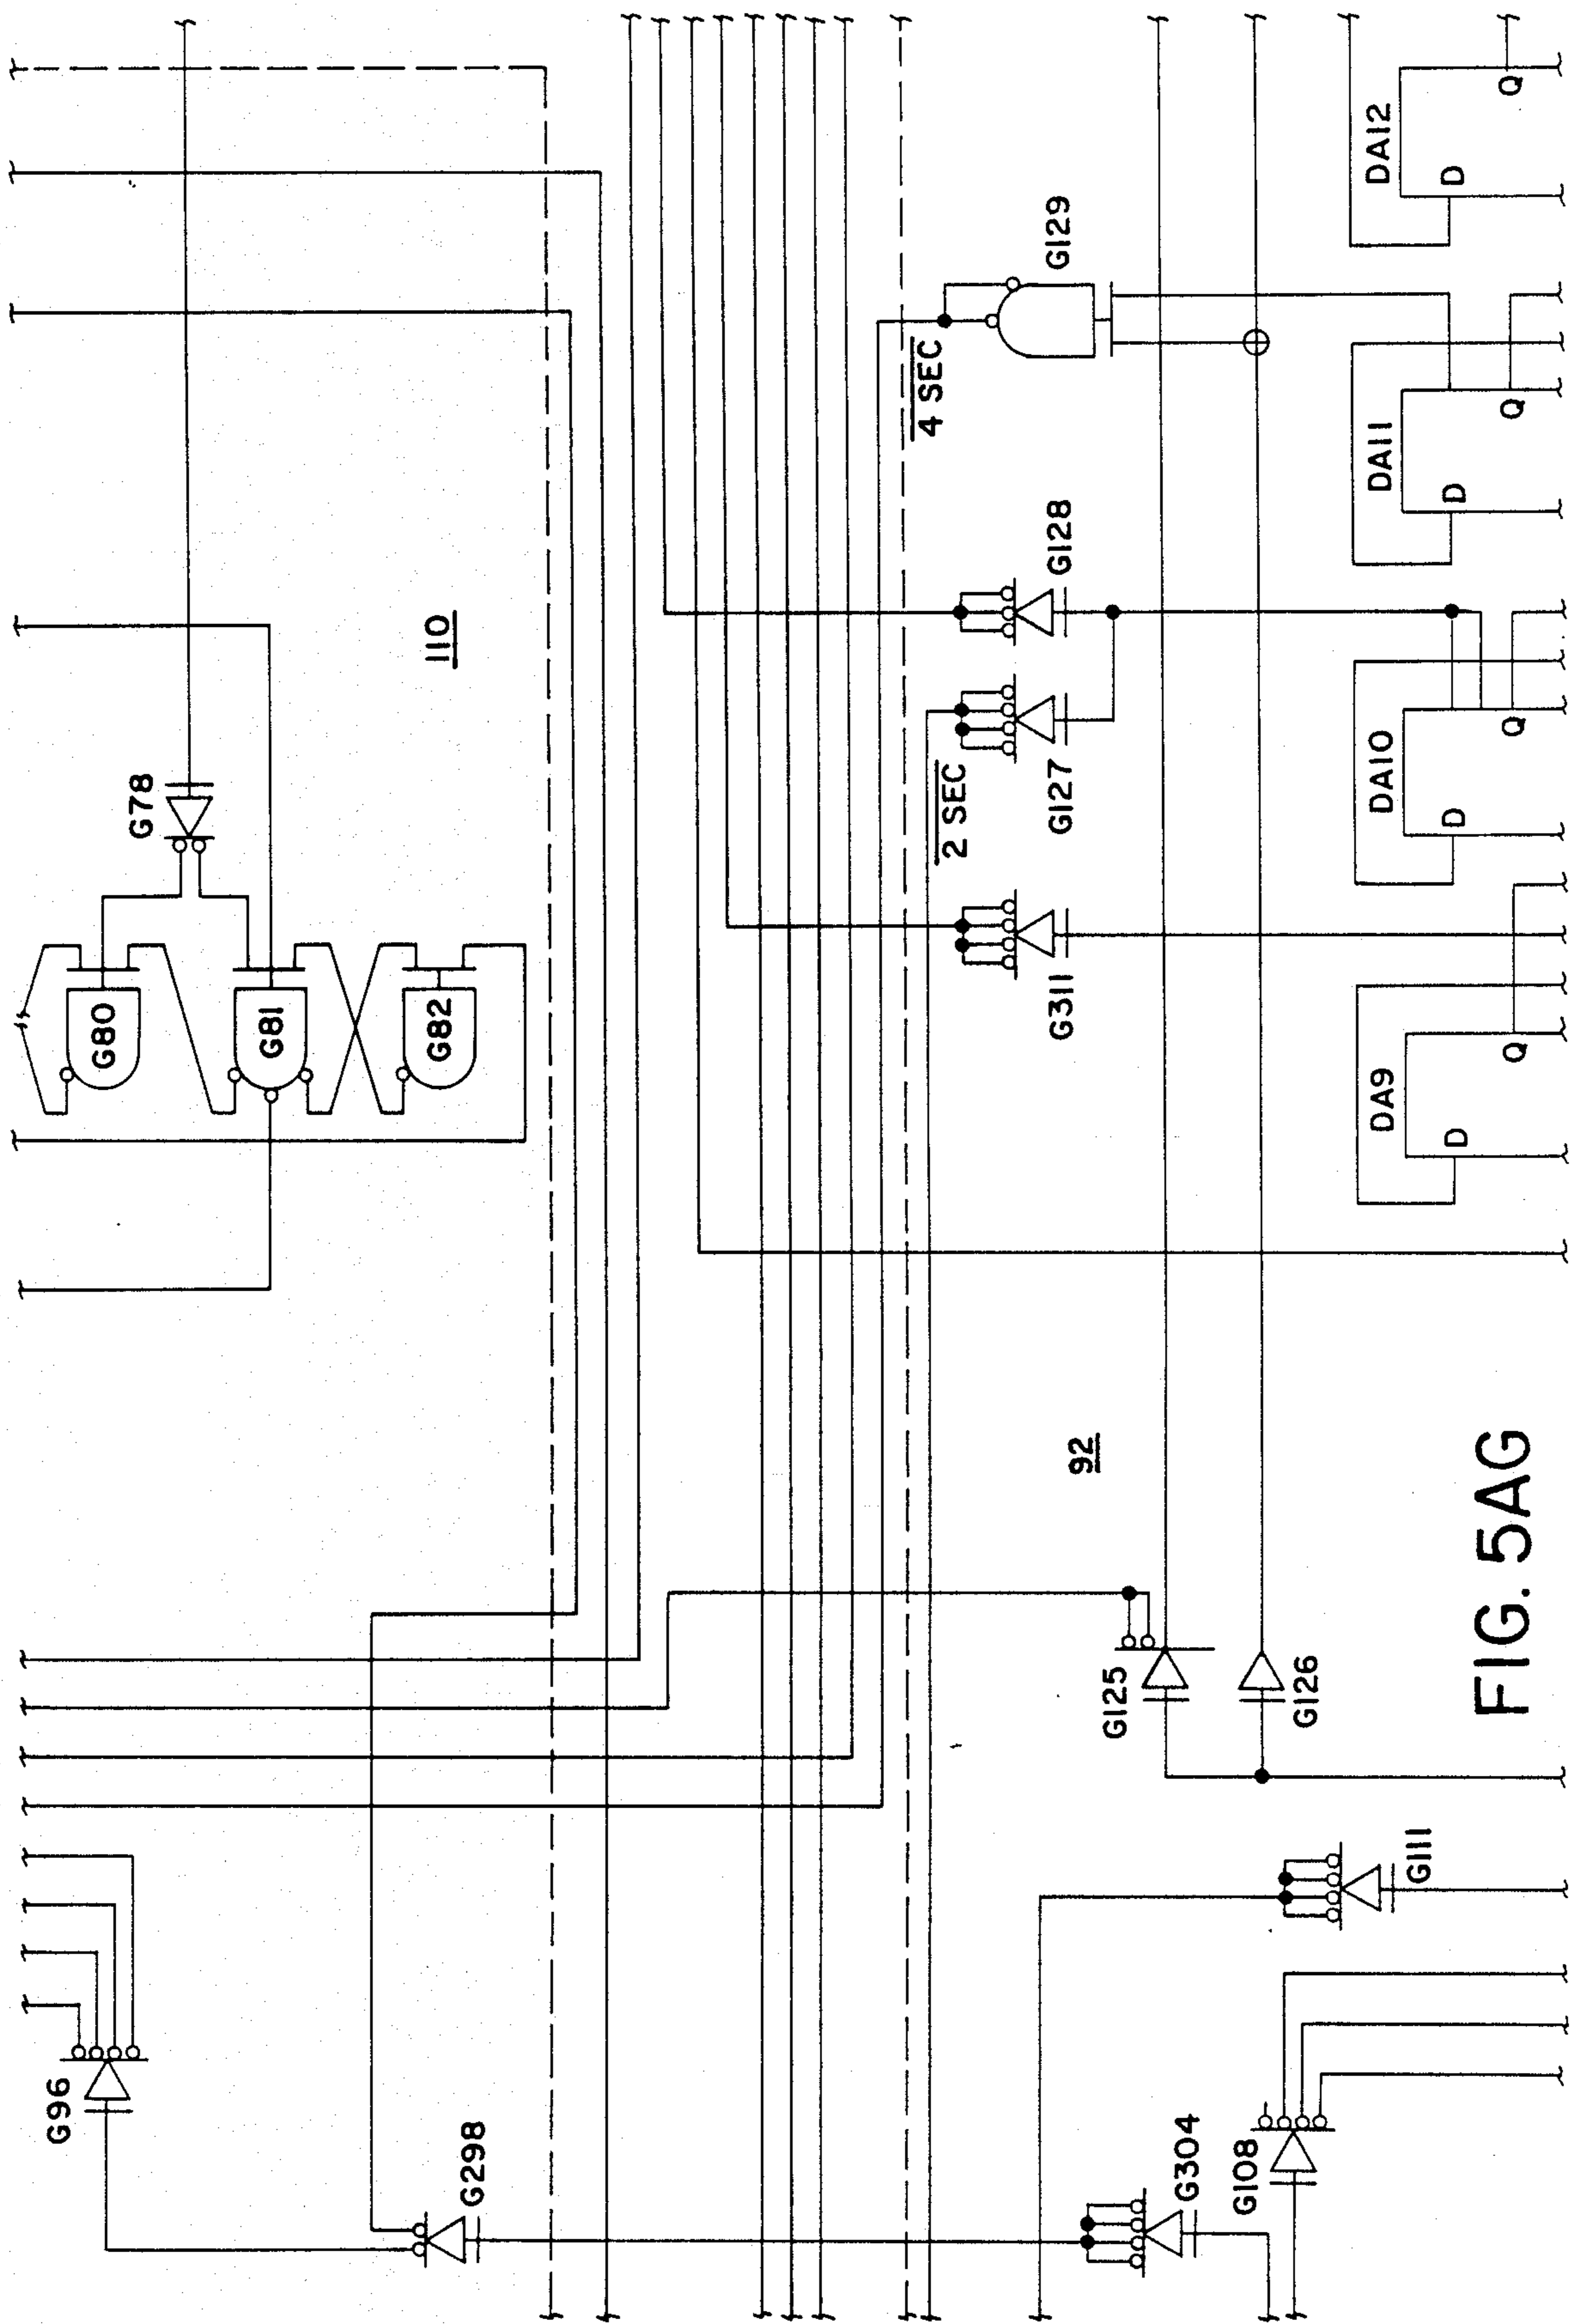 G96
G298
G304
G108
G111
G125
G126
92
FIG. 5AG
G80
G81
G82
G78
110
G311
2 SEC
G127
G128
4 SEC
G129
DA9
D
Q
DA10
D
Q
DA11
D
Q
DA12
D
Q